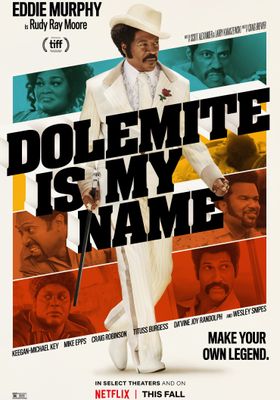 EDDIE MURPHY
is Rudy Ray Moore
tiff
DOLEMITE
IS MY
NAME
KEEGAN-MICHAEL KEY MIKE EPPS CRAIG ROBINSON TITUSS BURGESS DA'VINE JOY RANDOLPH AND WESLEY SNIPES
MAKE YOUR
OWN LEGEND.
IN SELECT THEATERS AND ON
NETFLIX | THIS FALL